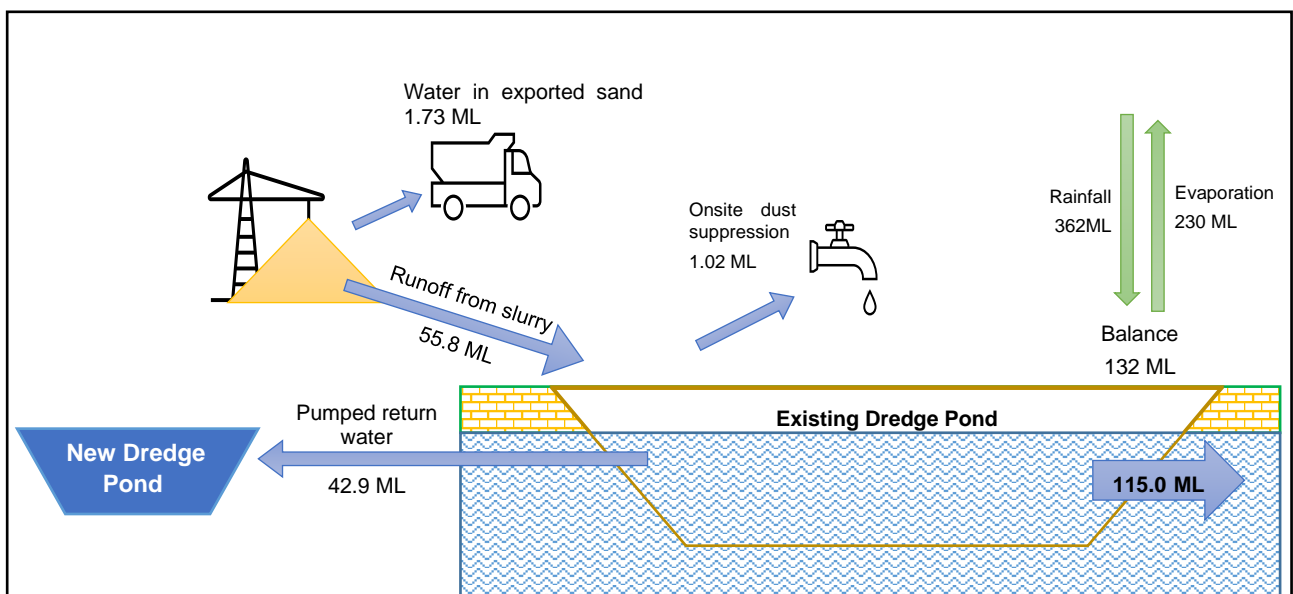 Water in exported sand
1.73 ML
Runoff from slurry
55.8 ML
Onsite dust
suppression
1.02 ML
Rainfall
362ML
Evaporation
230 ML
Balance
132 ML
Existing Dredge Pond
Pumped return
water
42.9 ML
New Dredge
Pond
115.0 ML